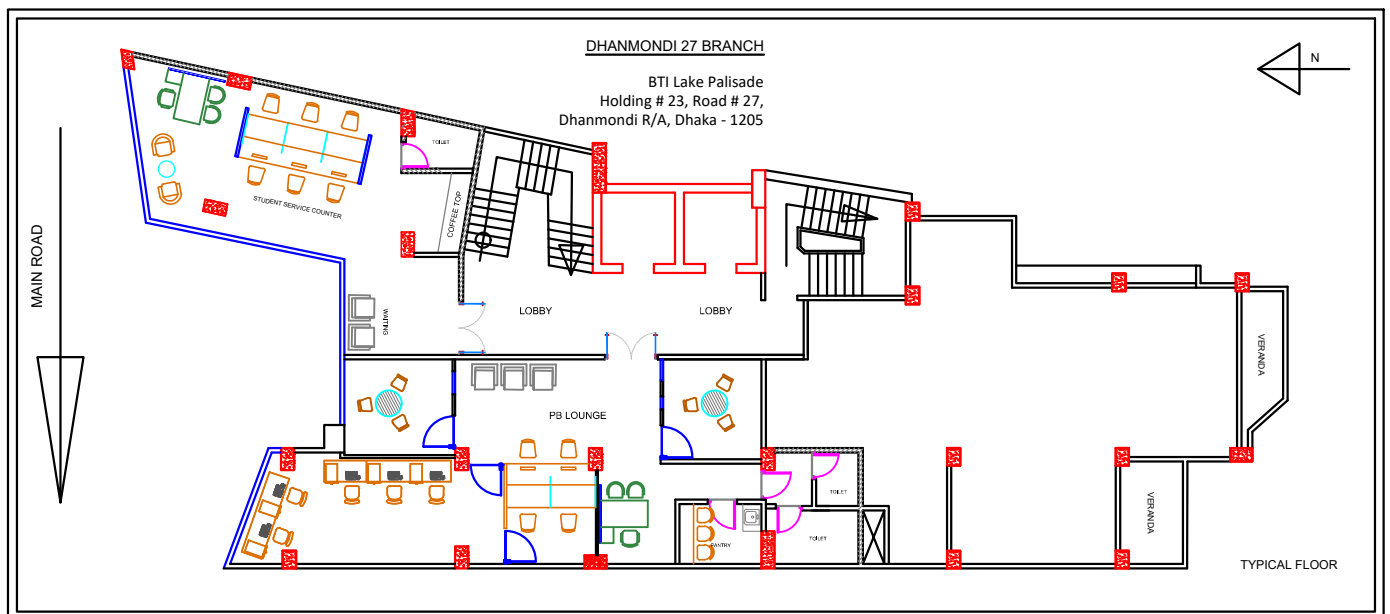 DHANMONDI 27 BRANCH
BTI Lake Palisade
Holding # 23, Road # 27,
Dhanmondi R/A, Dhaka - 1205
N
MAIN ROAD
TOILET
STUDENT SERVICE COUNTER
COFFEE TOP
WAITING
LOBBY
LOBBY
VERANDA
PB LOUNGE
TOILET
VERANDA
PANTRY
TOILET
TYPICAL FLOOR